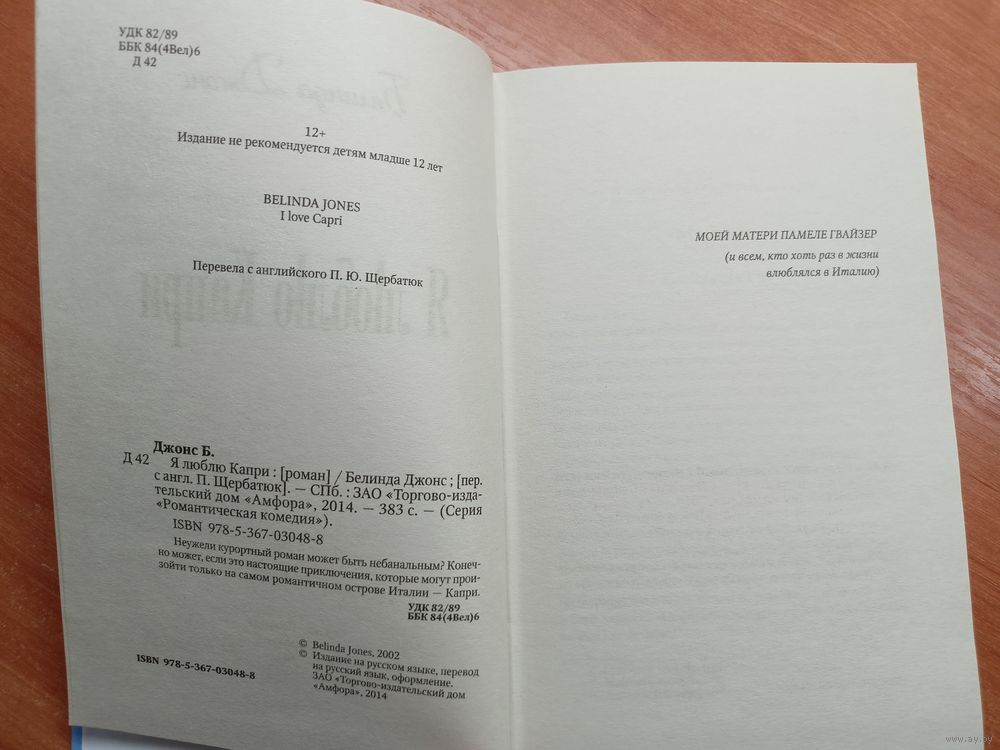 УДК 82/89
ББК 84(4Вел)6
Д 42
12+
Издание не рекомендуется детям младше 12 лет
BELINDA JONES
I love Capri
Перевела с английского П. Ю. Щербатюк
Джонс Б.
Д 42 Я люблю Капри : [роман] / Белинда Джонс ; [пер.
с англ. П. Щербатюк]. — СПб. : ЗАО «Торгово-изда-
тельский дом «Амфора», 2014. — 383 с. — (Серия
«Романтическая комедия»).
ISBN 978-5-367-03048-8
Неужели курортный роман может быть небанальным? Конеч-
но может, если это настоящие приключения, которые могут прои-
зойти только на самом романтичном острове Италии — Капри.
УДК 82/89
ББК 84(4Вел)6
© Belinda Jones, 2002
© Издание на русском языке, перевод
на русский язык, оформление.
ЗАО «Торгово-издательский дом
«Амфора», 2014
ISBN 978-5-367-03048-8
МОЕЙ МАТЕРИ ПАМЕЛЕ ГВАЙЗЕР
(и всем, кто хоть раз в жизни
влюблялся в Италию)
www.ay.by